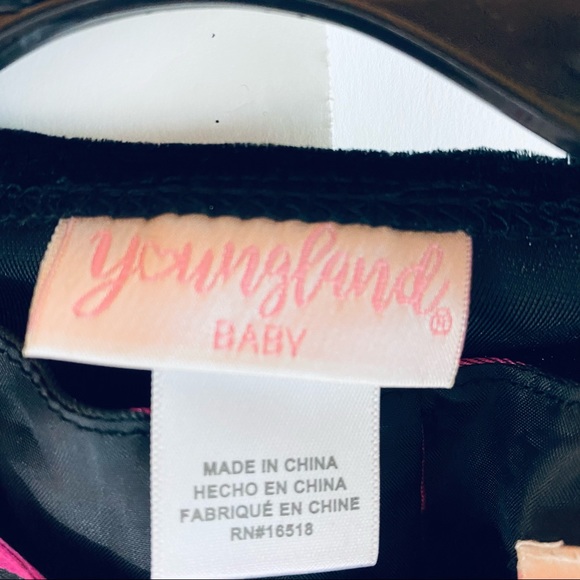 Youngland®
BABY
MADE IN CHINA
HECHO EN CHINA
FABRIQUÉ EN CHINE
RN#16518